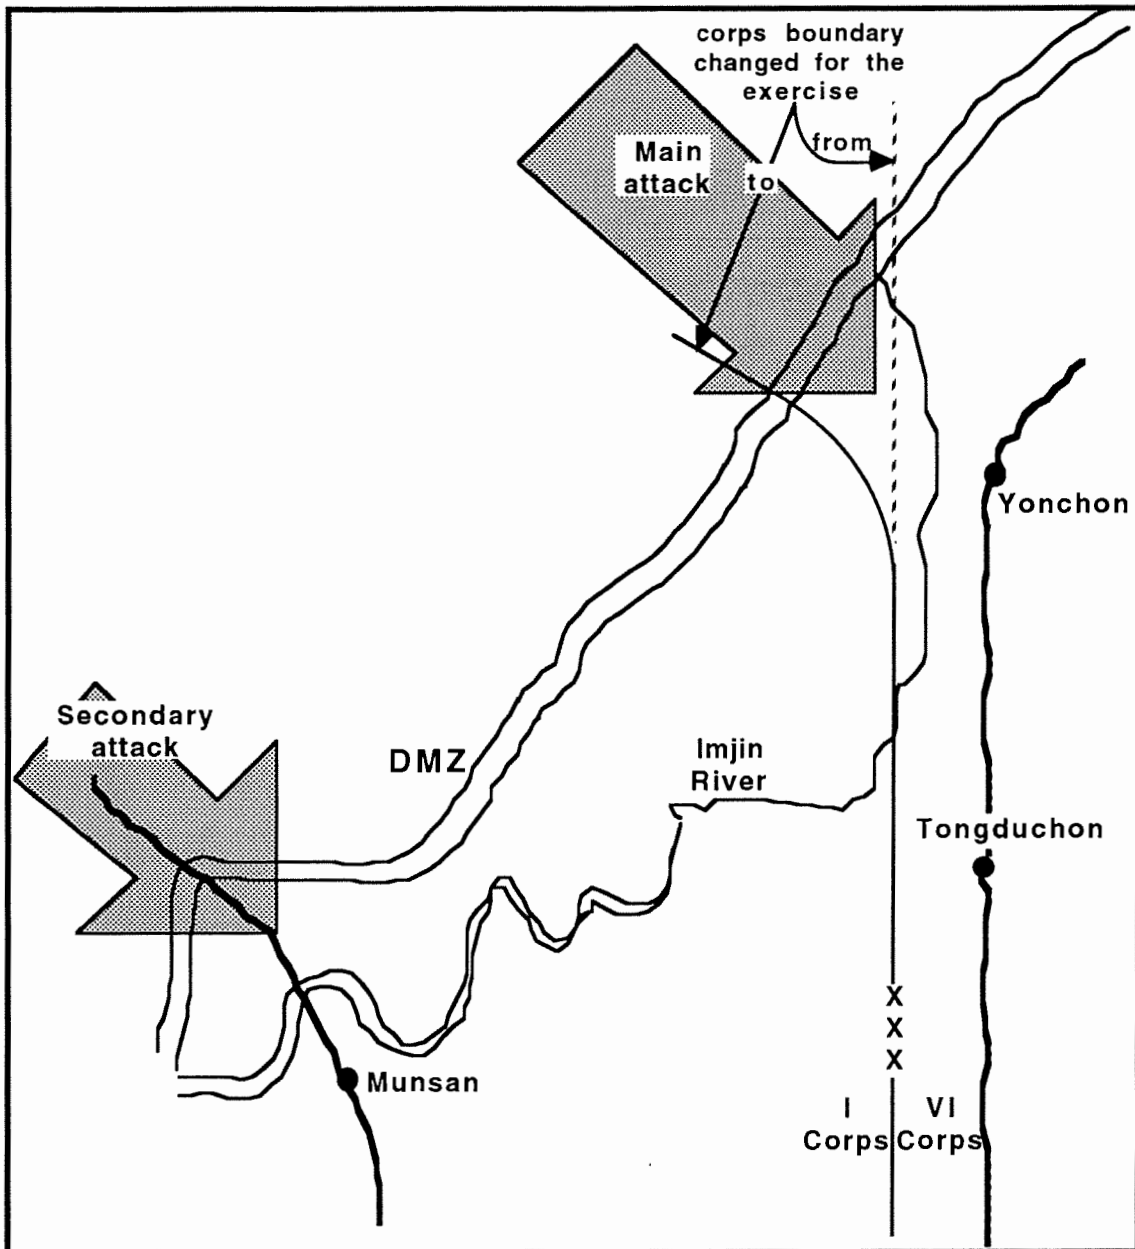 corps boundary
changed for the
exercise
from
Main
attack
to
Yonchon
Secondary
attack
DMZ
Imjin
River
Tongduchon
X
X
X
Munsan
I
Corps
VI
Corps